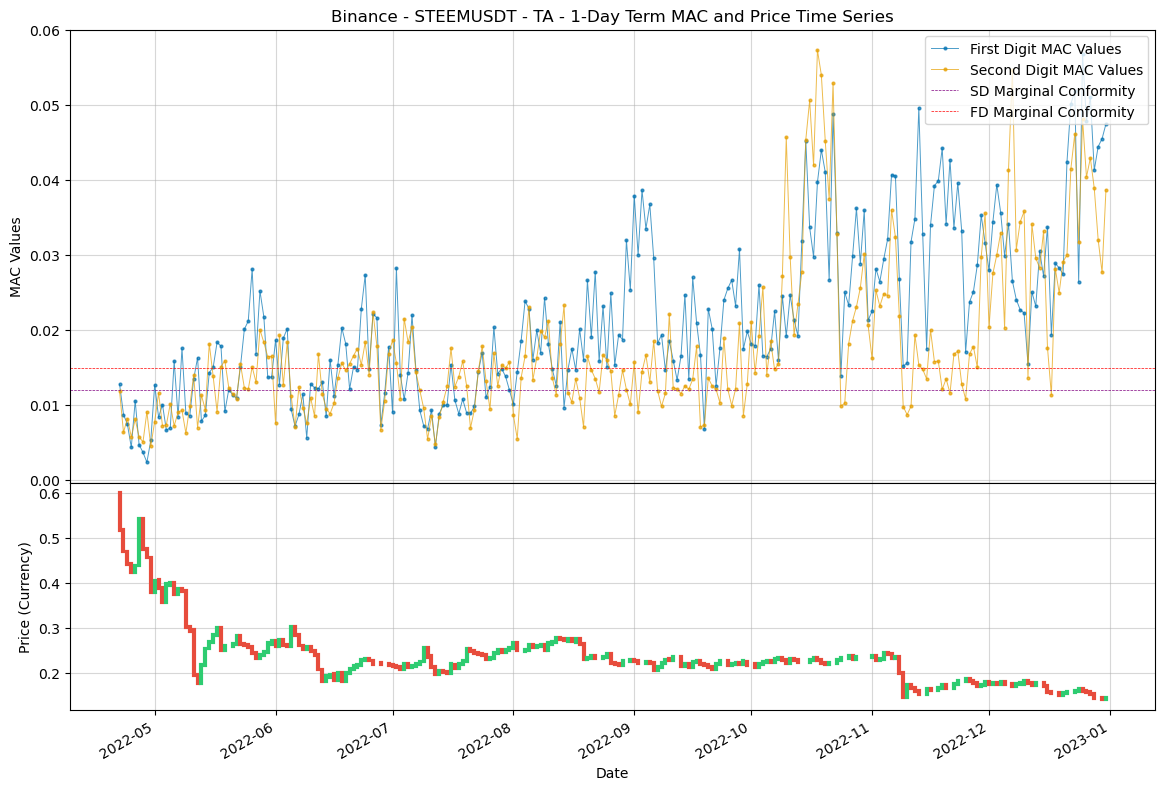 Binance - STEEMUSDT - TA - 1-Day Term MAC and Price Time Series
First Digit MAC Values
Second Digit MAC Values
SD Marginal Conformity
FD Marginal Conformity
MAC Values
0.06
0.05
0.04
0.03
0.02
0.01
0.00
Price (Currency)
0.6
0.5
0.4
0.3
0.2
2022-05
2022-06
2022-07
2022-08
2022-09
2022-10
2022-11
2022-12
2023-01
Date